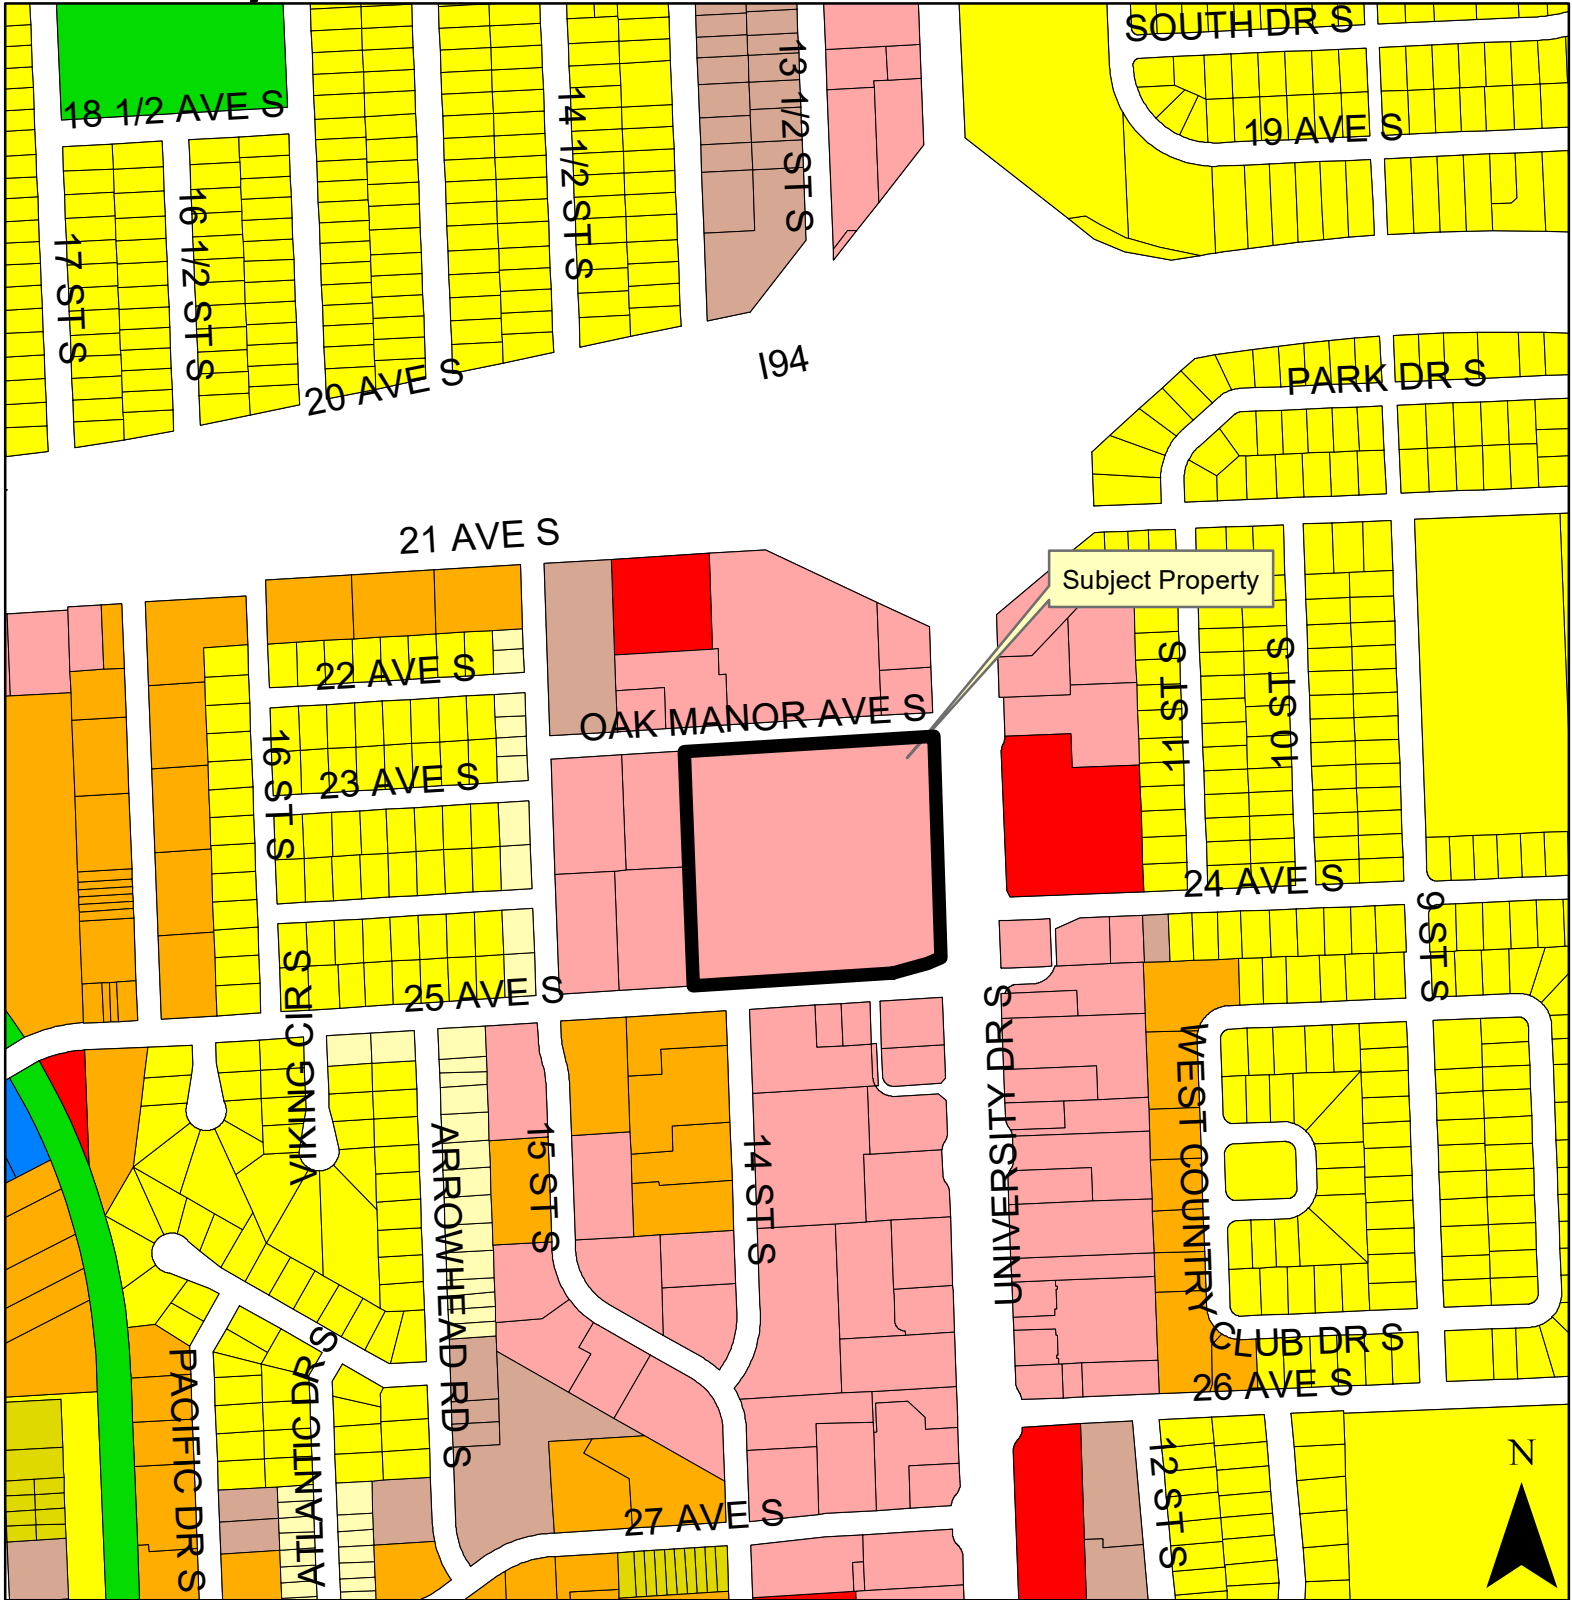 SOUTH DR S
18 1/2 AVE S
13 1/2 ST S
14 1/2 ST S
19 AVE S
17 ST S
16 1/2 ST S
20 AVE S
I94
PARK DR S
21 AVE S
Subject Property
22 AVE S
OAK MANOR AVE S
11 ST S
10 ST S
16 ST S
23 AVE S
24 AVE S
9 ST S
25 AVE S
VIKING CIR S
UNIVERSITY DR S
WEST COUNTRY
CLUB DR S
ARROWHEAD RD S
15 ST S
14 ST S
PACIFIC DR S
ATLANTIC DR S
26 AVE S
12 ST S
N
27 AVE S